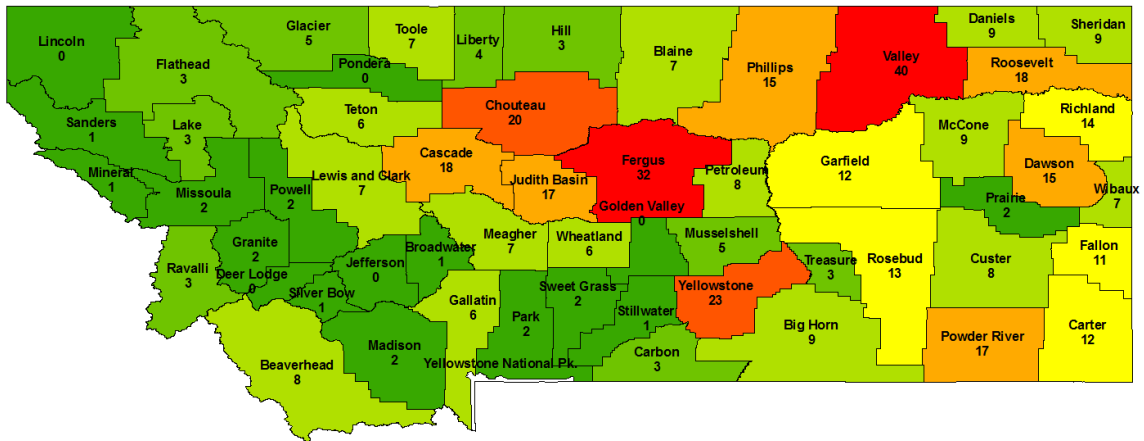 Lincoln
0
Flathead
3
Glacier
5
Toole
7
Liberty
4
Hill
3
Blaine
7
Phillips
15
Valley
40
Daniels
9
Sheridan
9
Roosevelt
18
Pondera
0
Teton
6
Chouteau
20
Richland
14
Sanders
1
Lake
3
McCone
9
Mineral
1
Missoula
2
Powell
2
Lewis and Clark
7
Cascade
18
Judith Basin
17
Fergus
32
Petroleum
8
Garfield
12
Dawson
15
Wibaux
7
Prairie
2
Golden Valley
0
Granite
2
Ravalli
3
Deer Lodge
0
Silver Bow
1
Jefferson
0
Broadwater
1
Meagher
7
Wheatland
6
Musselshell
5
Treasure
3
Rosebud
13
Custer
8
Fallon
11
Gallatin
6
Park
2
Sweet Grass
2
Stillwater
1
Yellowstone
23
Big Horn
9
Powder River
17
Carter
12
Beaverhead
8
Madison
2
Yellowstone National Pk.
Carbon
3